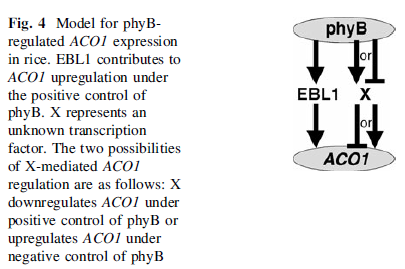 Fig. 4 Model for phyB-
regulated ACO1 expression
in rice. EBL1 contributes to
ACO1 upregulation under
the positive control of
phyB. X represents an
unknown transcription
factor. The two possibilities
of X-mediated ACO1
regulation are as follows: X
downregulates ACO1 under
positive control of phyB or
upregulates ACO1 under
negative control of phyB
phyB
or
EBL1 X
or
ACO1